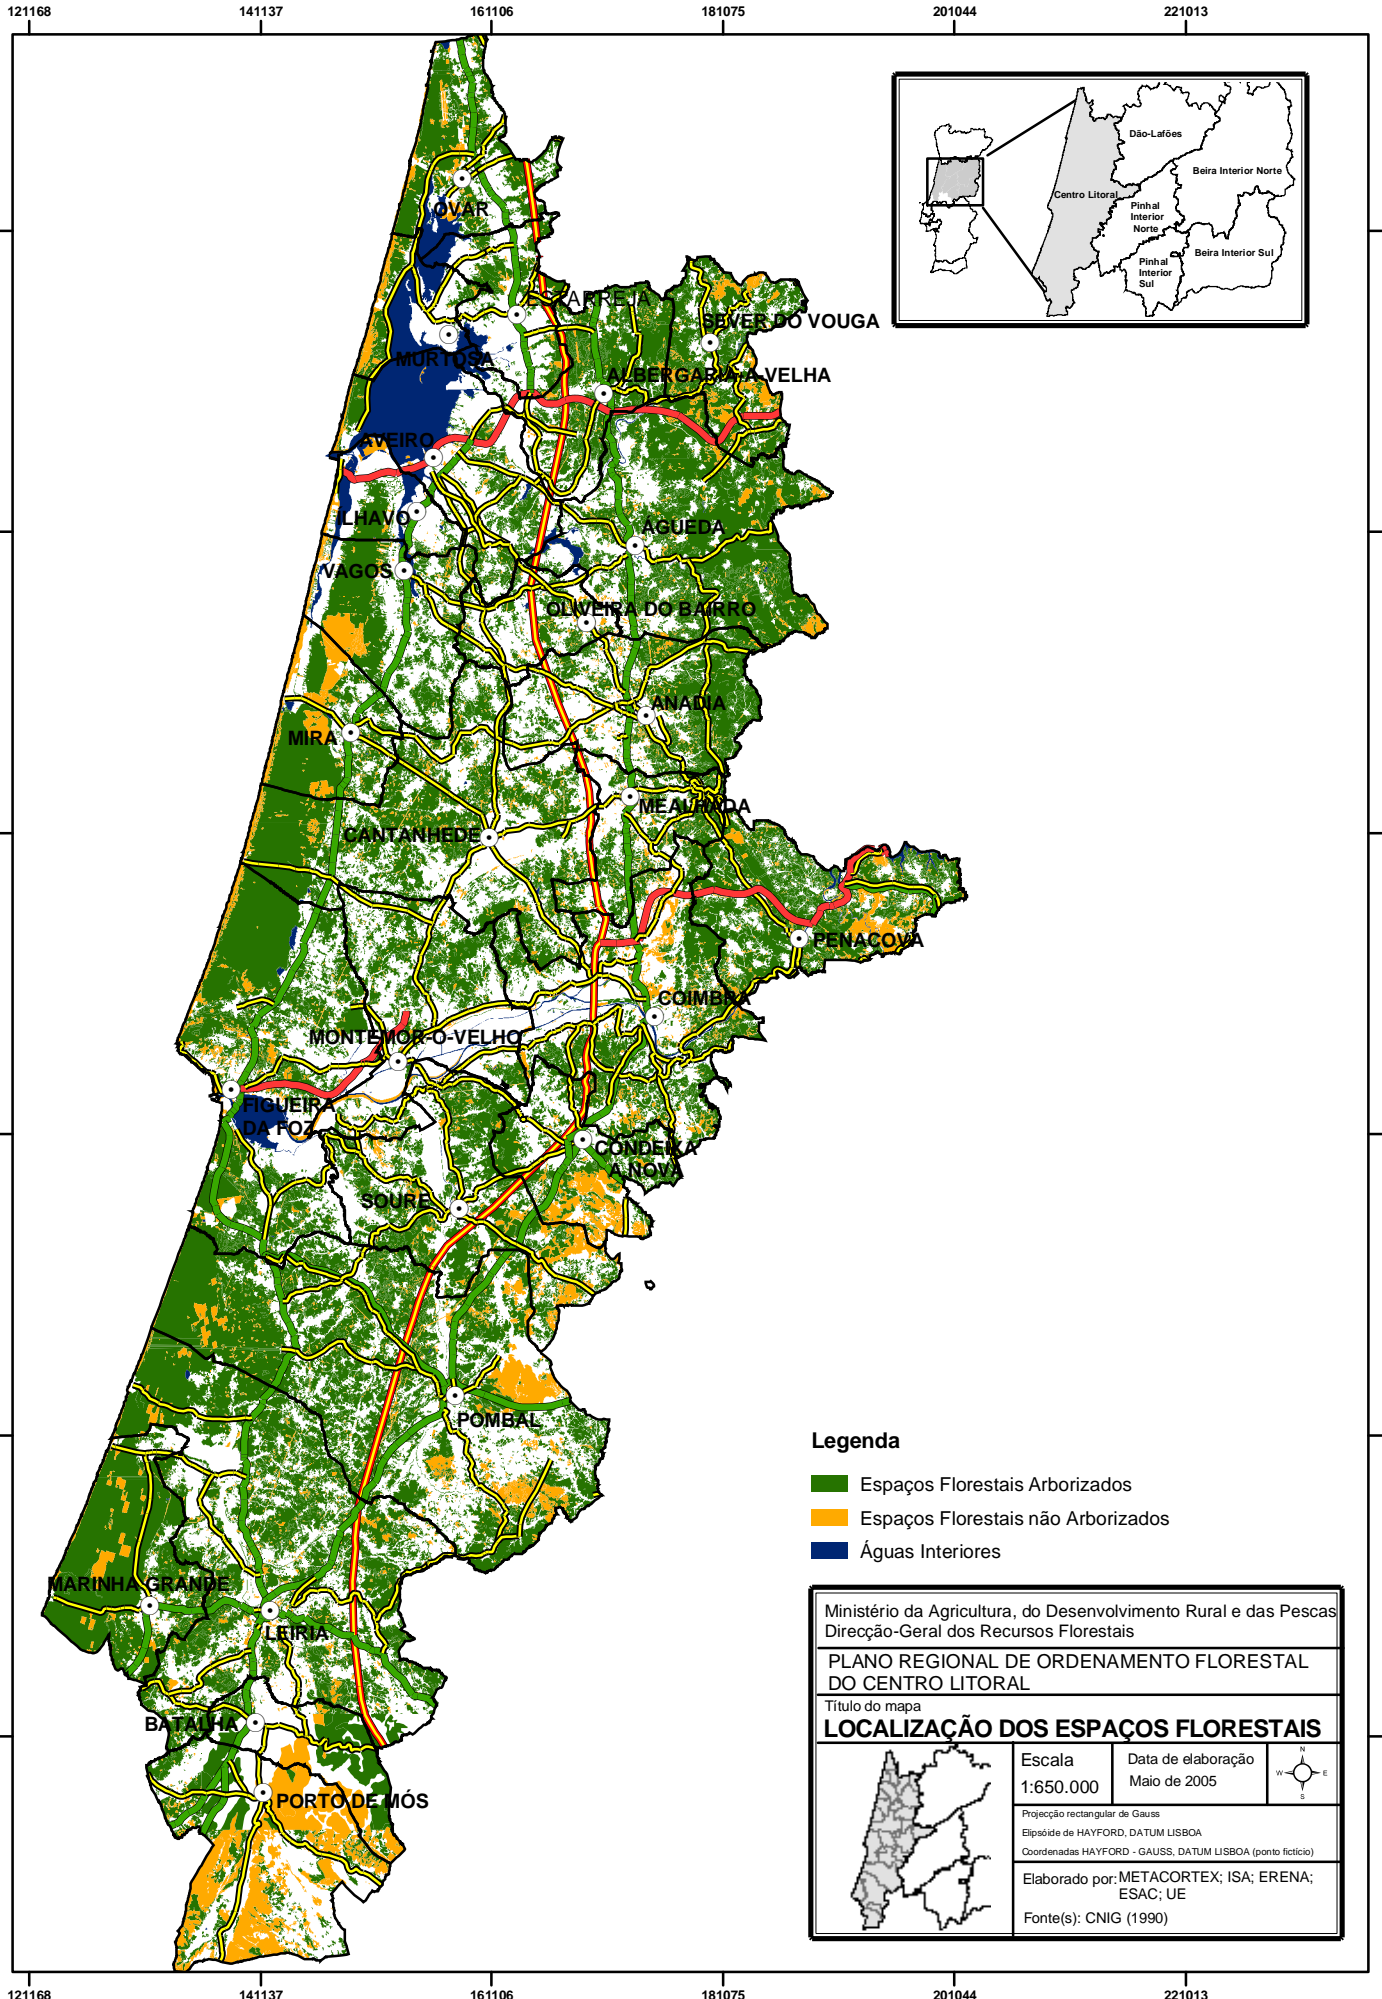 121168
141137
161106
181075
201044
221013
Dão-Lafões
Beira Interior Norte
Centro Litoral
Pinhal
Interior
Norte
Beira Interior Sul
Pinhal
Interior
Sul
OVAR
ESTARREJA
SEVER DO VOUGA
MURTOSA
ALBERGARIA-A-VELHA
AVEIRO
ÍLHAVO
ÁGUEDA
VAGOS
OLIVEIRA DO BAIRRO
ANADIA
MIRA
MEALHADA
CANTANHEDE
PENACOVA
COIMBRA
MONTEMOR-O-VELHO
FIGUEIRA
DA FOZ
CONDEIXA
A NOVA
SOURE
POMBAL
MARINHA GRANDE
LEIRIA
BATALHA
PORTO DE MÓS
Legenda
Espaços Florestais Arborizados
Espaços Florestais não Arborizados
Águas Interiores
Ministério da Agricultura, do Desenvolvimento Rural e das Pescas
Direcção-Geral dos Recursos Florestais
PLANO REGIONAL DE ORDENAMENTO FLORESTAL
DO CENTRO LITORAL
Título do mapa
LOCALIZAÇÃO DOS ESPAÇOS FLORESTAIS
Escala
1:650.000
Data de elaboração
Maio de 2005
N
W E
S
Projecção rectangular de Gauss
Elipsóide de HAYFORD, DATUM LISBOA
Coordenadas HAYFORD - GAUSS, DATUM LISBOA (ponto fictício)
Elaborado por: METACORTEX; ISA; ERENA;
ESAC; UE
Fonte(s): CNIG (1990)
121168
141137
161106
181075
201044
221013